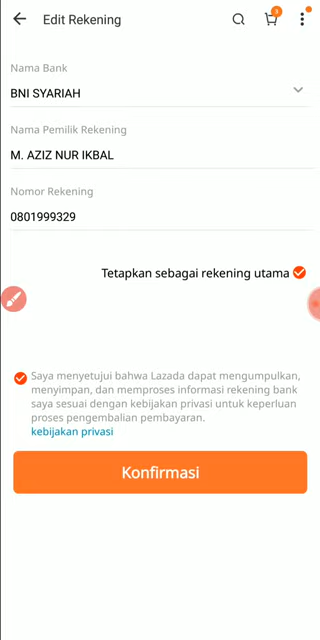 Edit Rekening
3
Nama Bank
BNI SYARIAH
Nama Pemilik Rekening
M. AZIZ NUR IKBAL
Nomor Rekening
0801999329
Tetapkan sebagai rekening utama
Saya menyetujui bahwa Lazada dapat mengumpulkan,
menyimpan, dan memproses informasi rekening bank
saya sesuai dengan kebijakan privasi untuk keperluan
proses pengembalian pembayaran.
kebijakan privasi
Konfirmasi